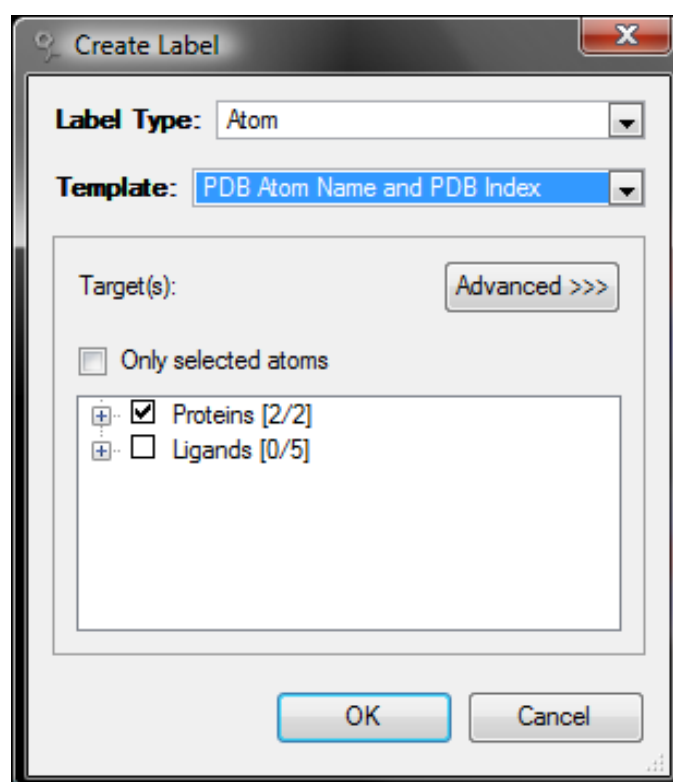 Create Label
Label Type: Atom
Template: PDB Atom Name and PDB Index
Target(s): Advanced >>>
Only selected atoms
Proteins [2/2]
Ligands [0/5]
OK Cancel